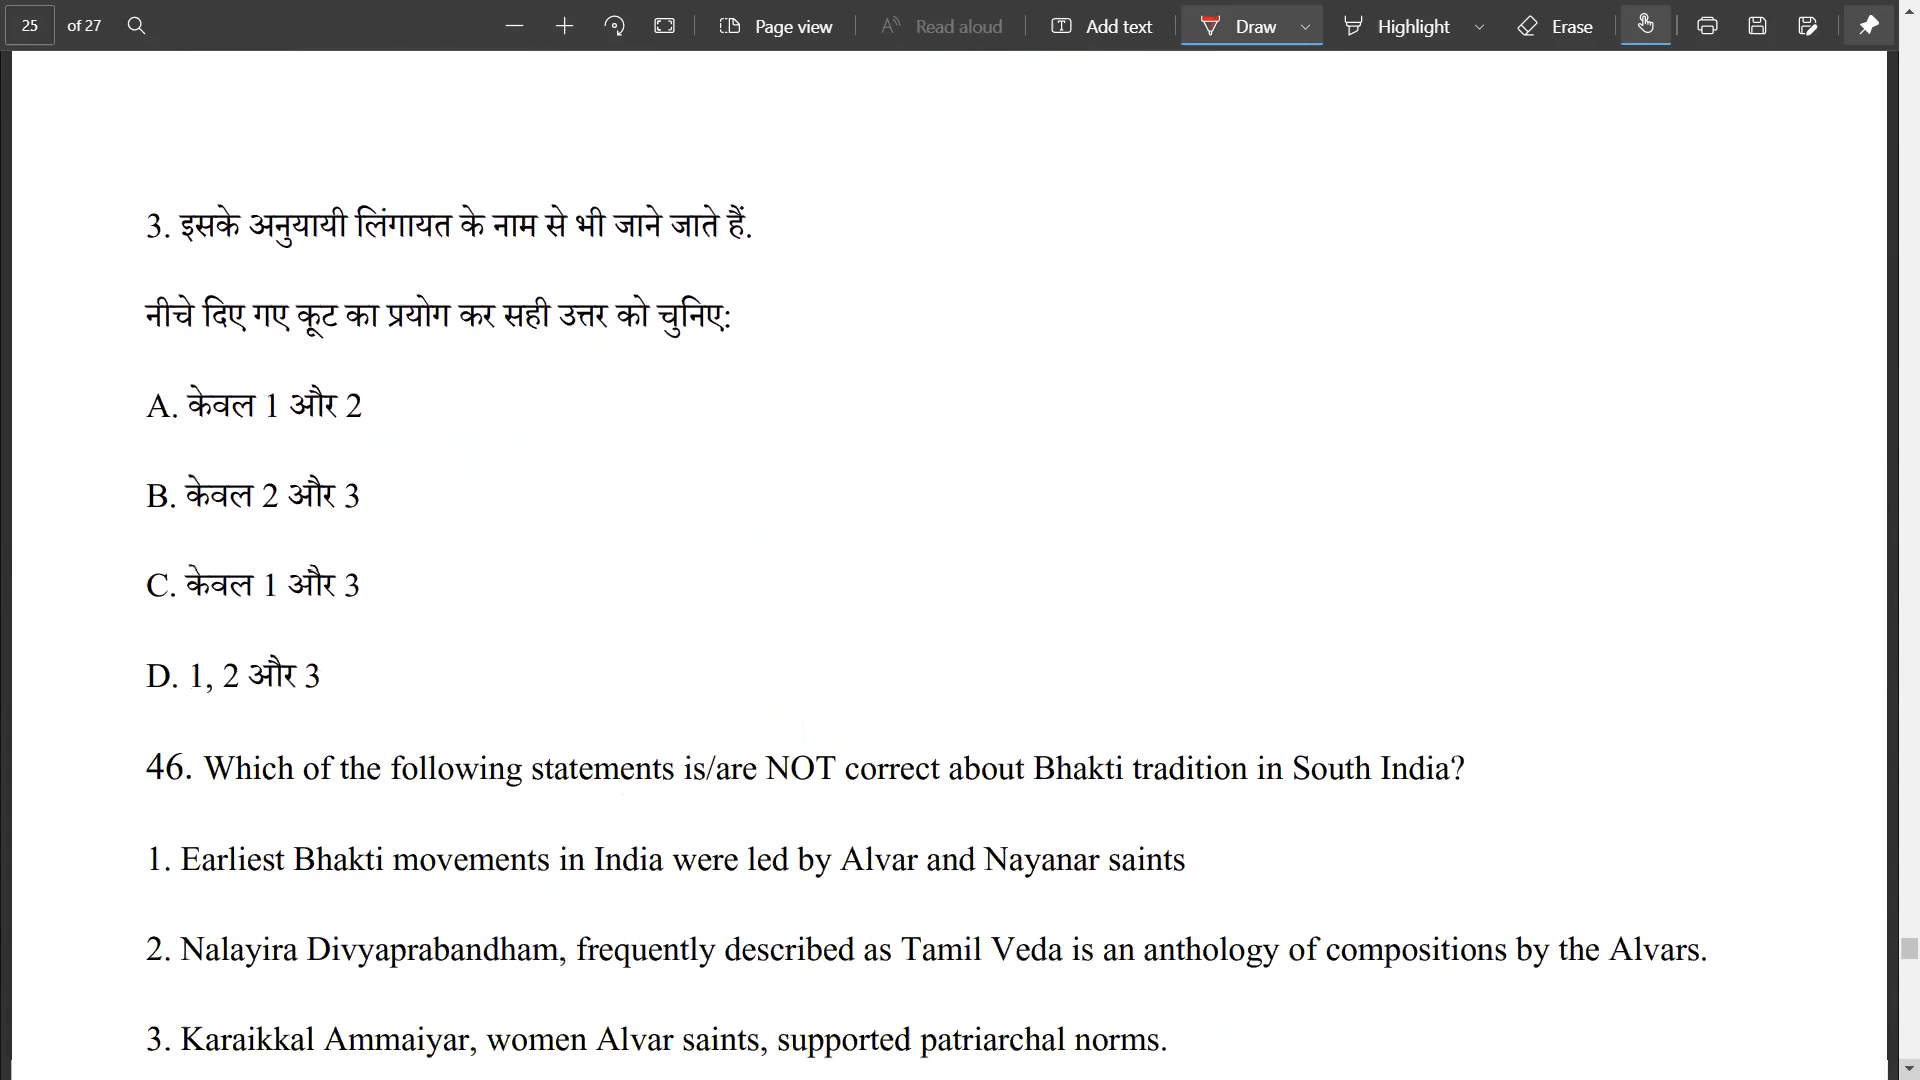 25 of 27 Page view Read aloud Add text Draw Highlight Erase
3. इसके अनुयायी लिंगायत के नाम से भी जाने जाते हैं.
नीचे दिए गए कूट का प्रयोग कर सही उत्तर को चुनिए:
A. केवल 1 और 2
B. केवल 2 और 3
C. केवल 1 और 3
D. 1, 2 और 3
46. Which of the following statements is/are NOT correct about Bhakti tradition in South India?
1. Earliest Bhakti movements in India were led by Alvar and Nayanar saints
2. Nalayira Divyaprabandham, frequently described as Tamil Veda is an anthology of compositions by the Alvars.
3. Karaikkal Ammaiyar, women Alvar saints, supported patriarchal norms.